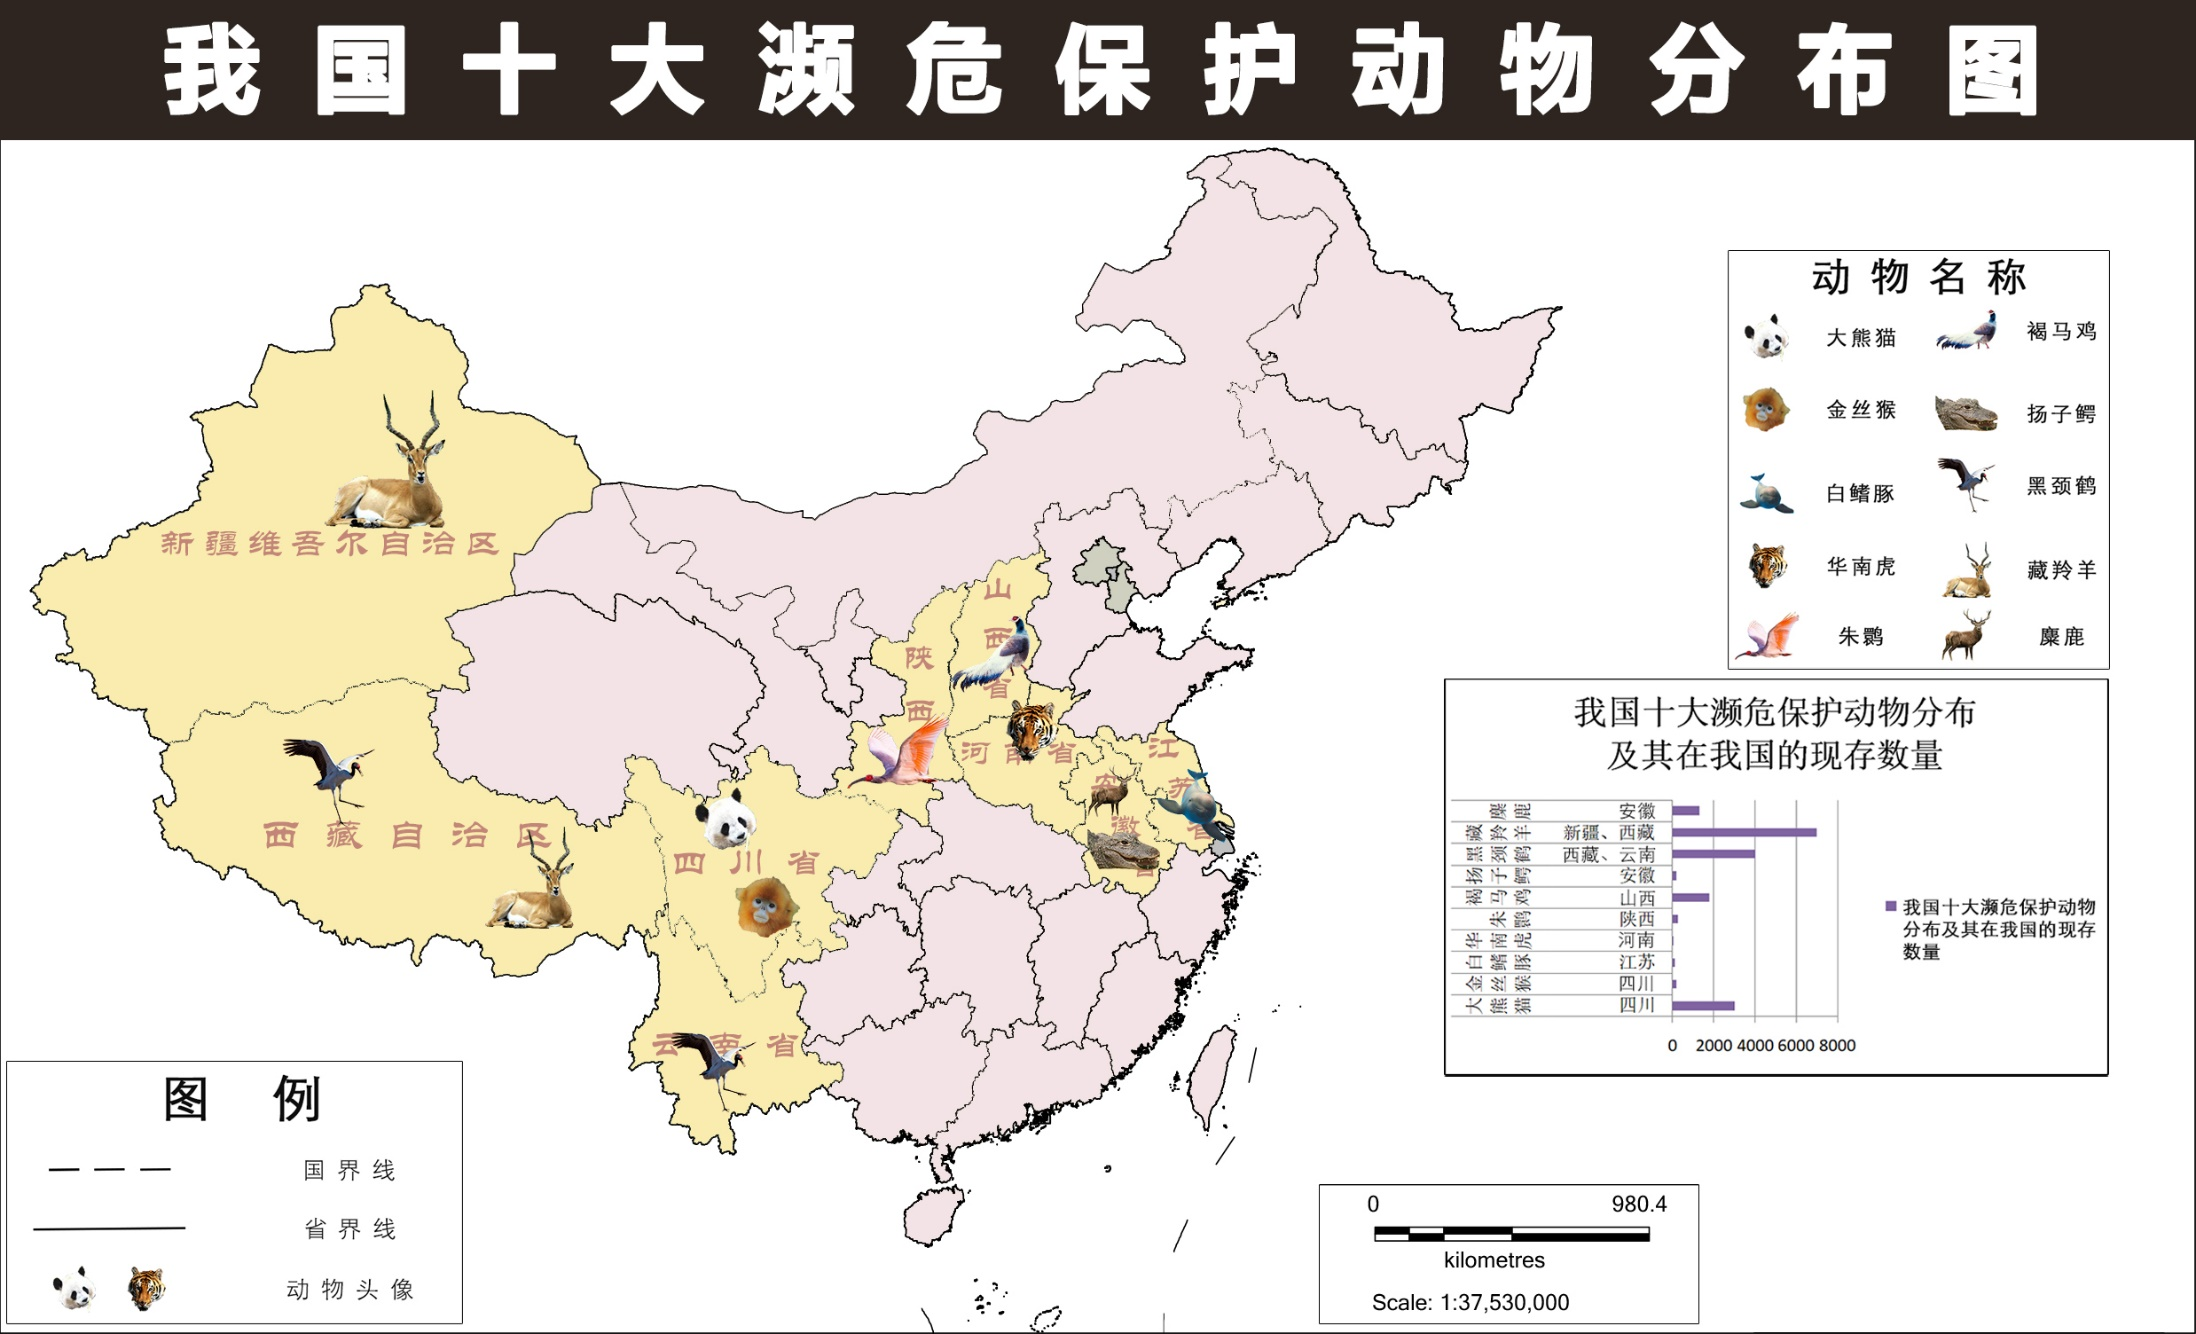 我国十大濒危保护动物分布图
动物名称
大熊猫 褐马鸡
金丝猴 扬子鳄
白鳍豚 黑颈鹤
华南虎 藏羚羊
朱鹮 麋鹿
新疆维吾尔自治区
西藏自治区
四川省
云南省
陕西
山西省
河南省
安徽省
江苏省
我国十大濒危保护动物分布
及其在我国的现存数量
麋鹿 安徽
藏羚羊 新疆、西藏
黑颈鹤 西藏、云南
扬子鳄 安徽
褐马鸡 山西
朱鹮 陕西
华南虎 河南
白鳍豚 江苏
金丝猴 四川
大熊猫 四川
0 2000 4000 6000 8000
我国十大濒危保护动物
分布及其在我国的现存
数量
图例
国界线
省界线
动物头像
0 980.4
kilometres
Scale: 1:37,530,000